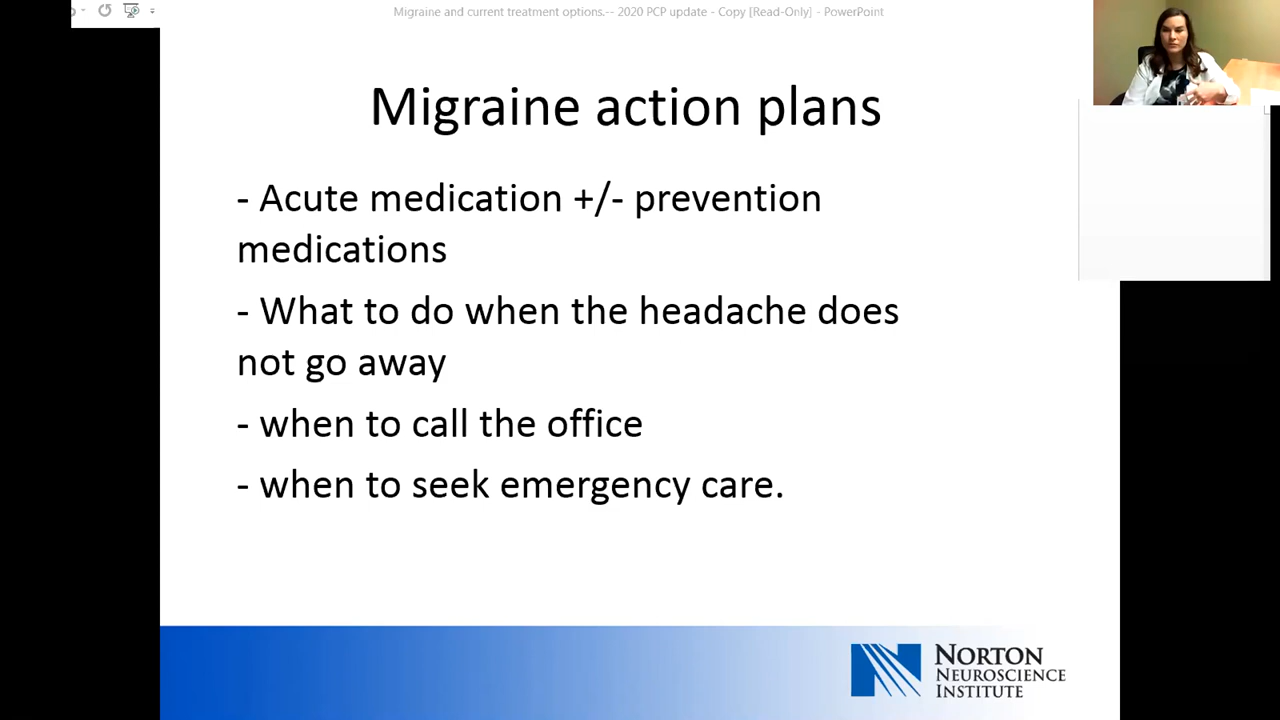 Migraine and current treatment options.-- 2020 PCP update - Copy [Read-Only] - PowerPoint
Migraine action plans
- Acute medication +/- prevention
medications
- What to do when the headache does
not go away
- when to call the office
- when to seek emergency care.
NORTON
NEUROSCIENCE
INSTITUTE